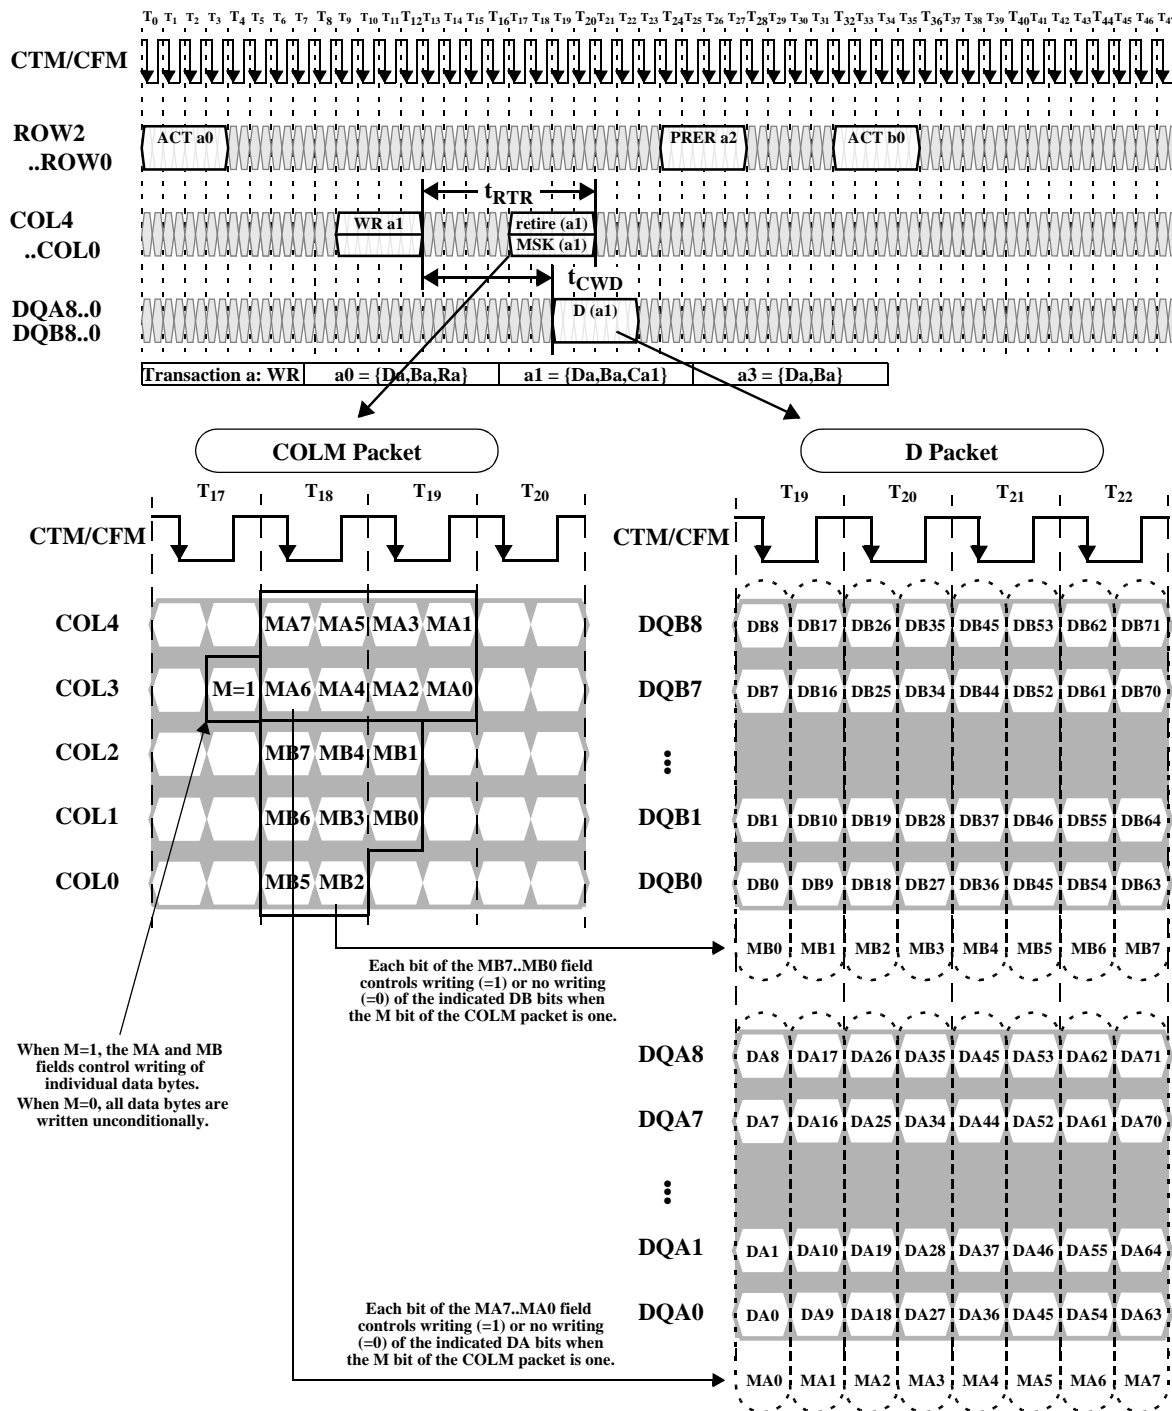 T0 T1 T2 T3 T4 T5 T6 T7 T8 T9 T10 T11 T12 T13 T14 T15 T16 T17 T18 T19 T20 T21 T22 T23 T24 T25 T26 T27 T28 T29 T30 T31 T32 T33 T34 T35 T36 T37 T38 T39 T40 T41 T42 T43 T44 T45 T46 T4
CTM/CFM
ROW2 ACT a0 PRER a2 ACT b0
..ROW0
tRTR
COL4 WR a1 retire (a1)
..COL0 MSK (a1)
tCWD
DQA8..0 D (a1)
DQB8..0
Transaction a: WR a0 = {Da,Ba,Ra} a1 = {Da,Ba,Ca1} a3 = {Da,Ba}
COLM Packet
T17 T18 T19 T20
CTM/CFM
COL4 MA7 MA5 MA3 MA1
COL3 M=1 MA6 MA4 MA2 MA0
COL2 MB7 MB4 MB1
COL1 MB6 MB3 MB0
COL0 MB5 MB2
Each bit of the MB7..MB0 field
controls writing (=1) or no writing
(=0) of the indicated DB bits when
the M bit of the COLM packet is one.
When M=1, the MA and MB
fields control writing of
individual data bytes.
When M=0, all data bytes are
written unconditionally.
Each bit of the MA7..MA0 field
controls writing (=1) or no writing
(=0) of the indicated DA bits when
the M bit of the COLM packet is one.
D Packet
T19 T20 T21 T22
CTM/CFM
DQB8 DB8 DB17 DB26 DB35 DB45 DB53 DB62 DB71
DQB7 DB7 DB16 DB25 DB34 DB44 DB52 DB61 DB70
DQB1 DB1 DB10 DB19 DB28 DB37 DB46 DB55 DB64
DQB0 DB0 DB9 DB18 DB27 DB36 DB45 DB54 DB63
MB0 MB1 MB2 MB3 MB4 MB5 MB6 MB7
DQA8 DA8 DA17 DA26 DA35 DA45 DA53 DA62 DA71
DQA7 DA7 DA16 DA25 DA34 DA44 DA52 DA61 DA70
DQA1 DA1 DA10 DA19 DA28 DA37 DA46 DA55 DA64
DQA0 DA0 DA9 DA18 DA27 DA36 DA45 DA54 DA63
MA0 MA1 MA2 MA3 MA4 MA5 MA6 MA7